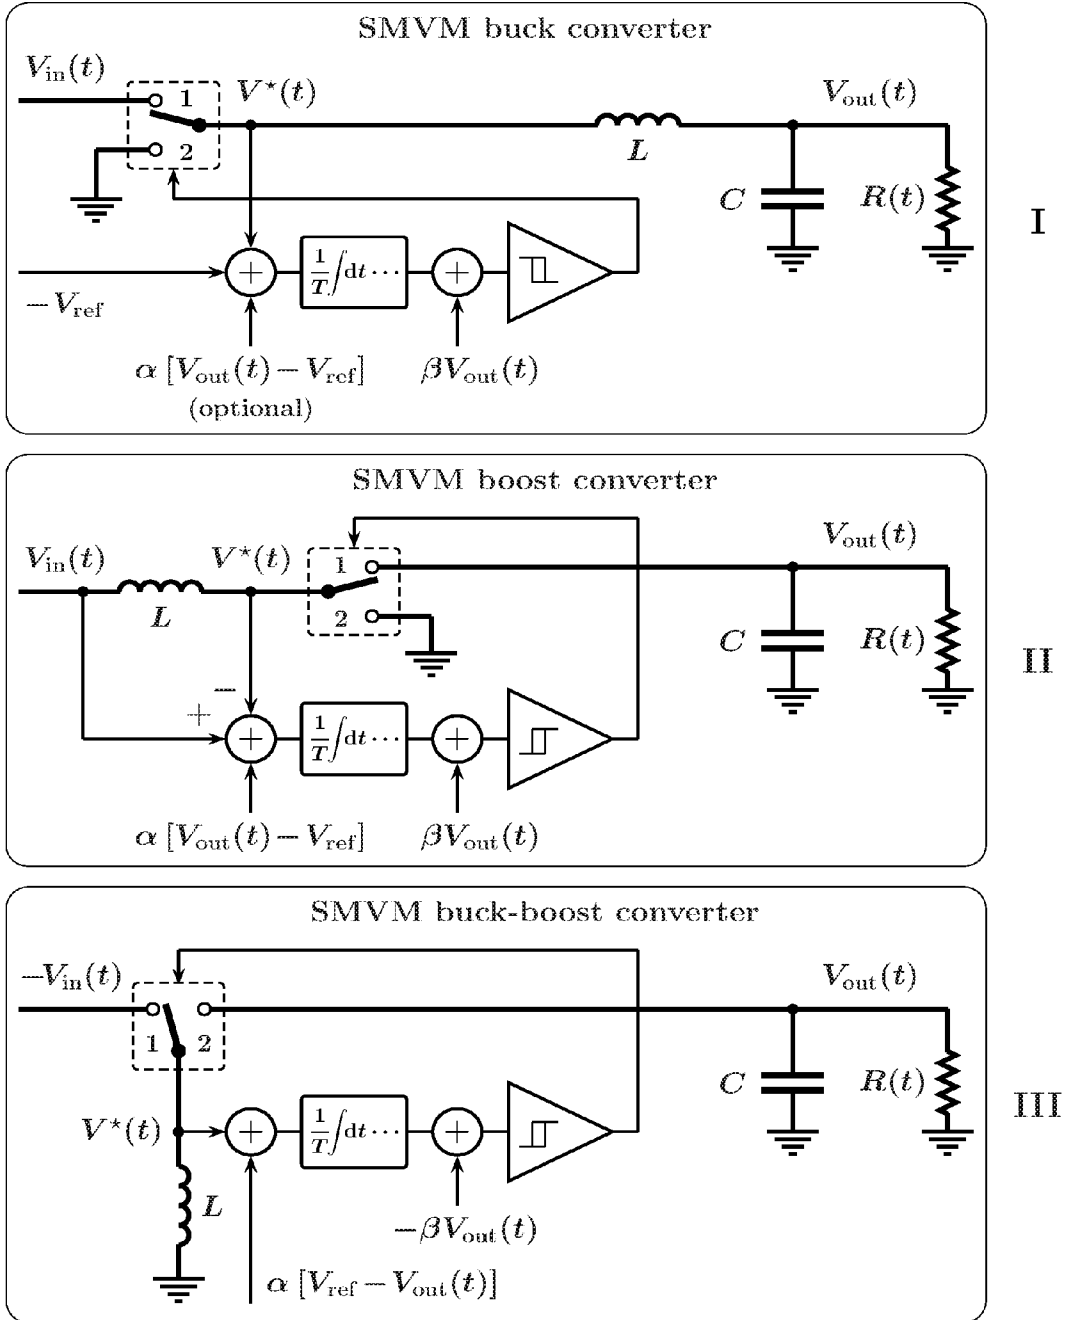 SMVM buck converter
V_in(t)
1
V*(t)
V_out(t)
2
L
C
R(t)
I
+
1/T ∫dt ⋯
+
−V_ref
α [V_out(t) − V_ref]
βV_out(t)
(optional)
SMVM boost converter
V_in(t)
V*(t)
1
V_out(t)
L
2
C
R(t)
II
−
+
+
1/T ∫dt ⋯
+
α [V_out(t) − V_ref]
βV_out(t)
SMVM buck-boost converter
−V_in(t)
V_out(t)
1
2
C
R(t)
III
V*(t)
+
1/T ∫dt ⋯
+
L
−βV_out(t)
α [V_ref − V_out(t)]